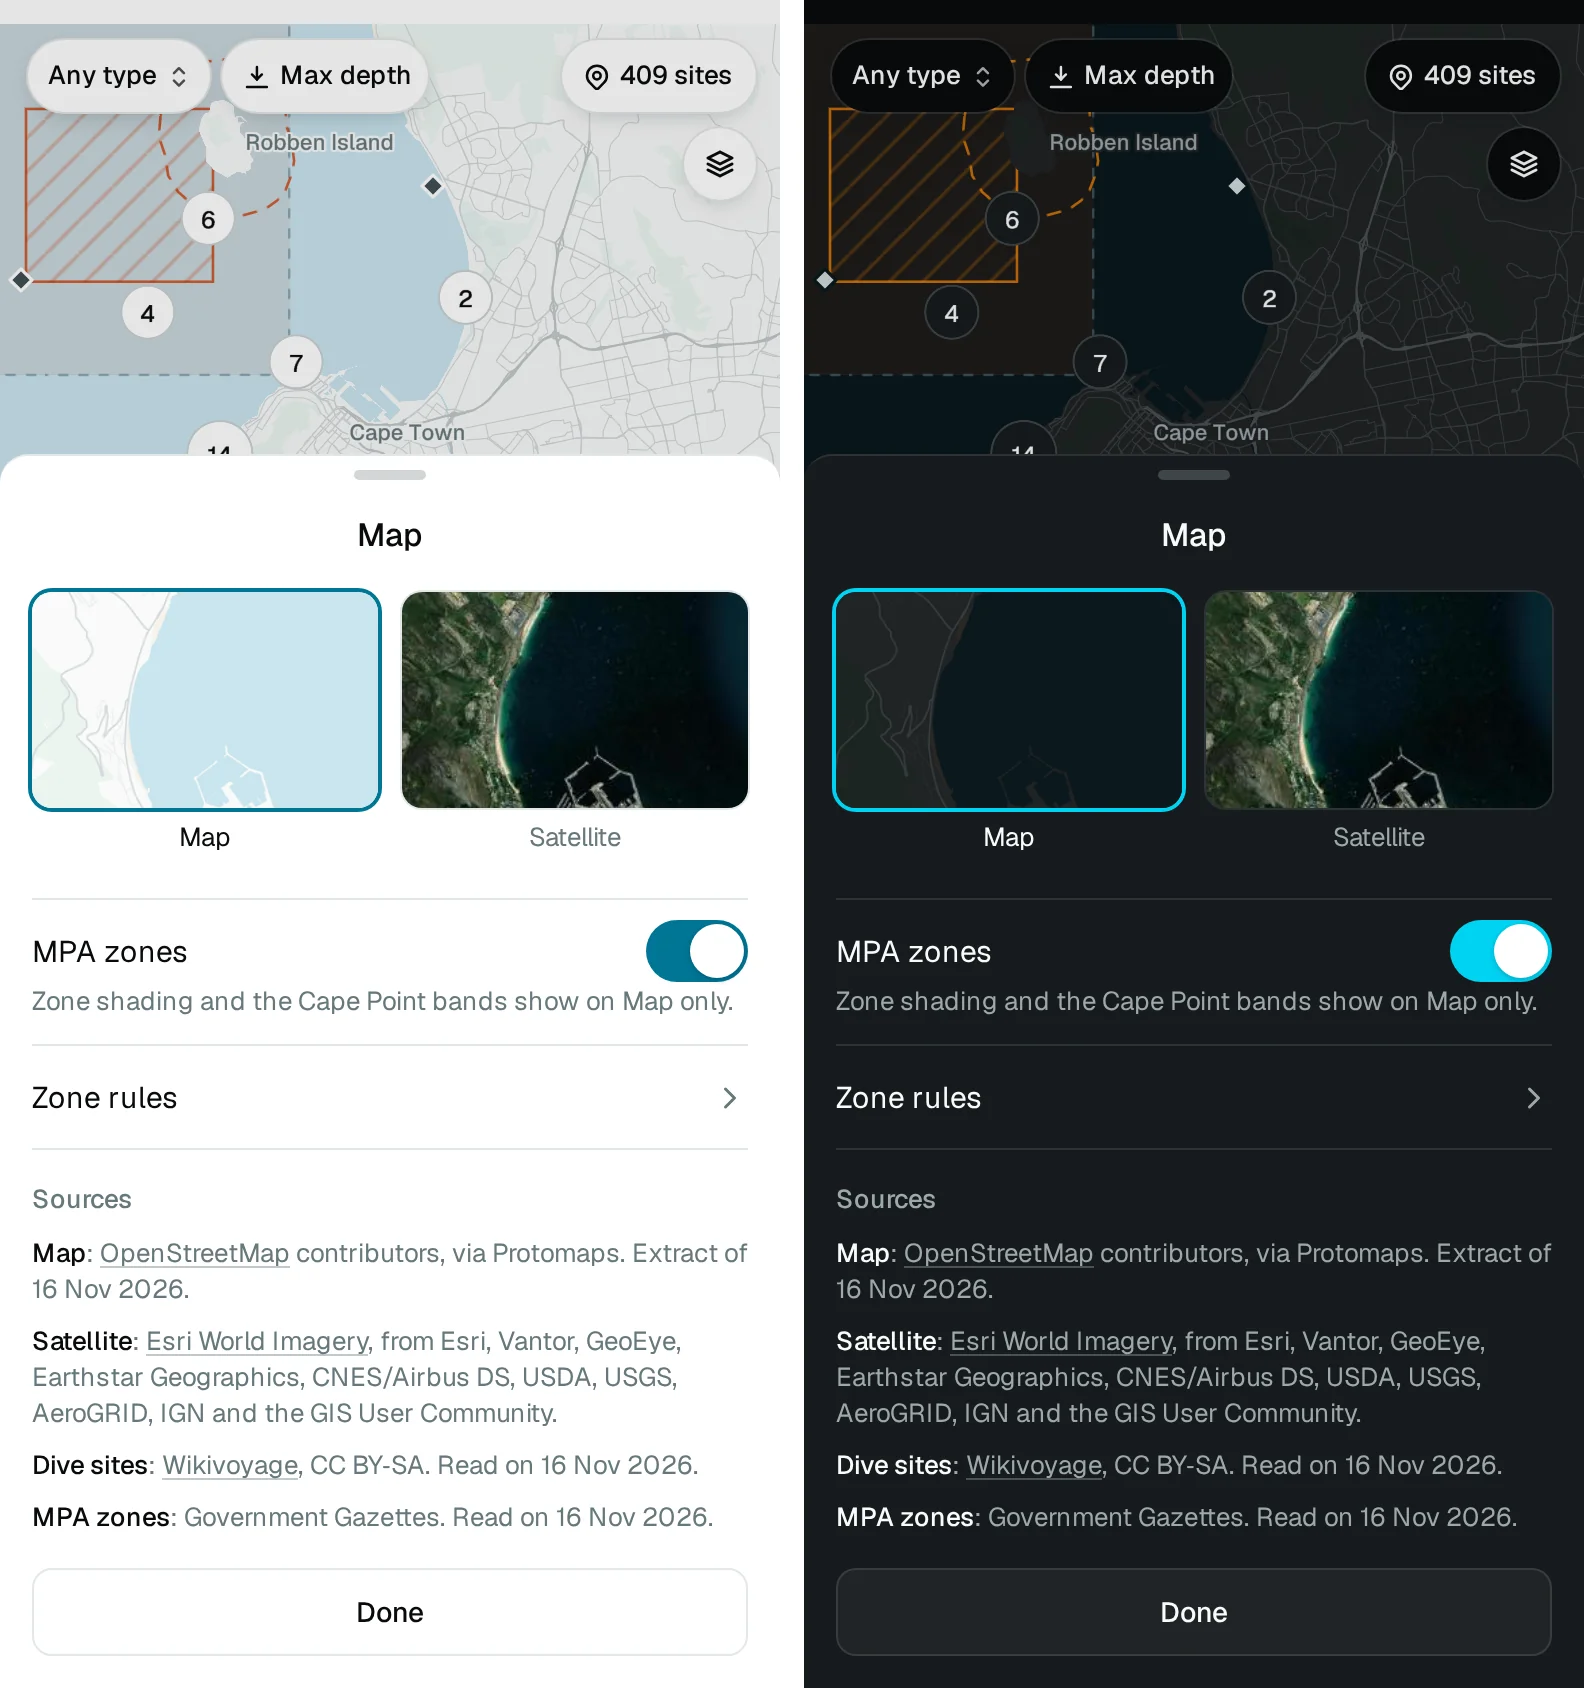 Any type
Max depth
409 sites
Robben Island
6
2
4
7
14
Cape Town
Map
Map
Satellite
MPA zones
Zone shading and the Cape Point bands show on Map only.
Zone rules
Sources
Map: OpenStreetMap contributors, via Protomaps. Extract of
16 Nov 2026.
Satellite: Esri World Imagery, from Esri, Vantor, GeoEye,
Earthstar Geographics, CNES/Airbus DS, USDA, USGS,
AeroGRID, IGN and the GIS User Community.
Dive sites: Wikivoyage, CC BY-SA. Read on 16 Nov 2026.
MPA zones: Government Gazettes. Read on 16 Nov 2026.
Done
Any type
Max depth
409 sites
Robben Island
6
2
4
7
14
Cape Town
Map
Map
Satellite
MPA zones
Zone shading and the Cape Point bands show on Map only.
Zone rules
Sources
Map: OpenStreetMap contributors, via Protomaps. Extract of
16 Nov 2026.
Satellite: Esri World Imagery, from Esri, Vantor, GeoEye,
Earthstar Geographics, CNES/Airbus DS, USDA, USGS,
AeroGRID, IGN and the GIS User Community.
Dive sites: Wikivoyage, CC BY-SA. Read on 16 Nov 2026.
MPA zones: Government Gazettes. Read on 16 Nov 2026.
Done